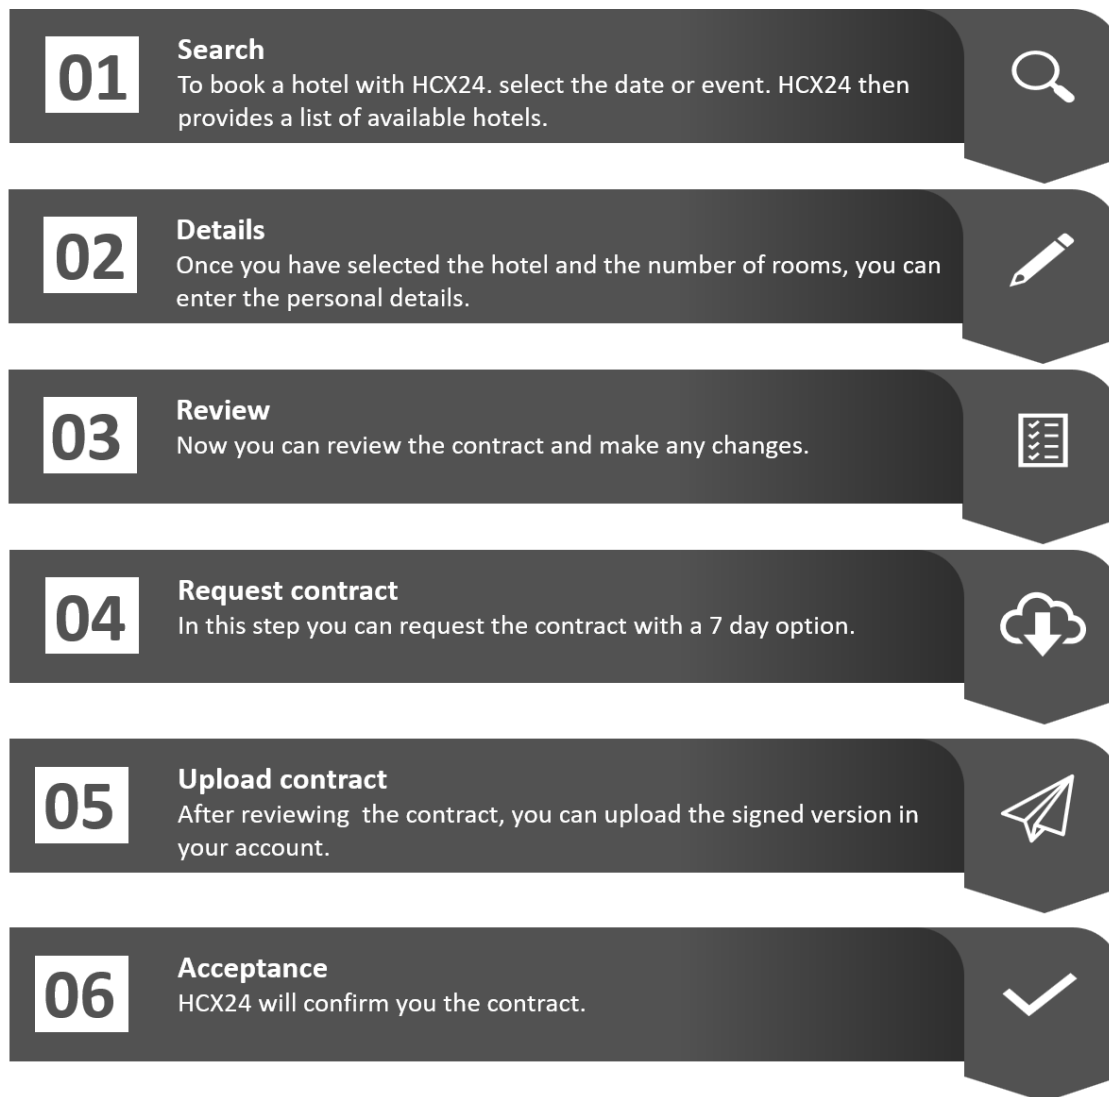 01
Search
To book a hotel with HCX24. select the date or event. HCX24 then
provides a list of available hotels.
02
Details
Once you have selected the hotel and the number of rooms, you can
enter the personal details.
03
Review
Now you can review the contract and make any changes.
04
Request contract
In this step you can request the contract with a 7 day option.
05
Upload contract
After reviewing  the contract, you can upload the signed version in
your account.
06
Acceptance
HCX24 will confirm you the contract.